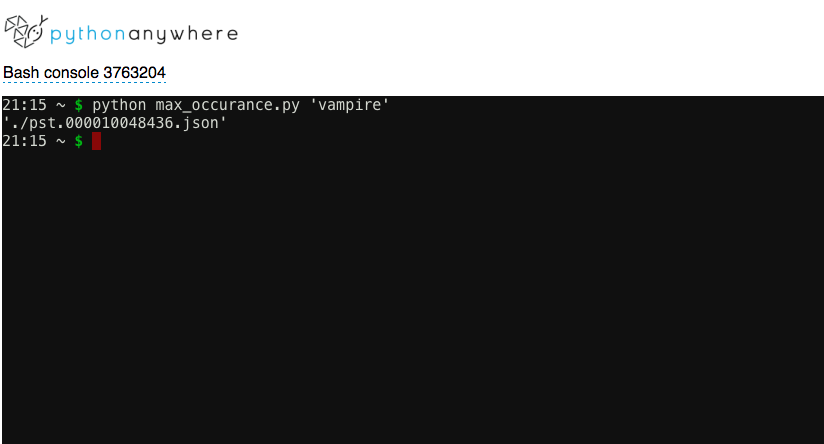 pythonanywhere
Bash console 3763204
21:15 ~ $ python max_occurance.py 'vampire'
'./pst.000010048436.json'
21:15 ~ $